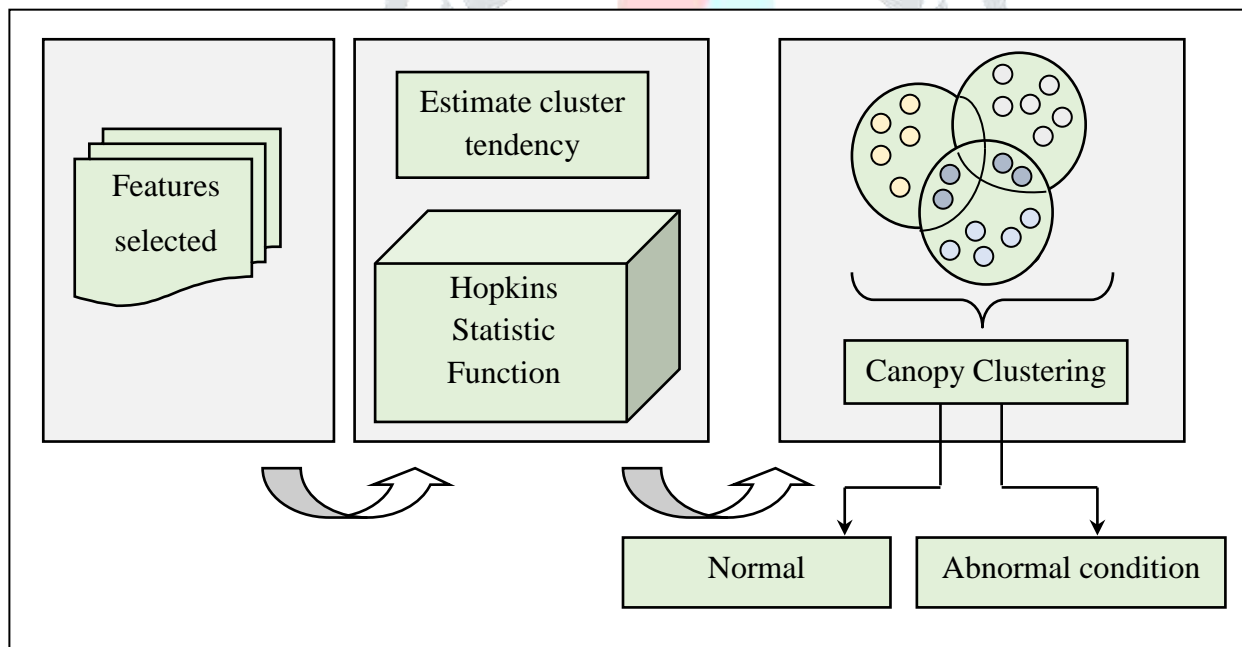 Features
selected
Estimate cluster
tendency
Hopkins
Statistic
Function
Canopy Clustering
Normal
Abnormal condition